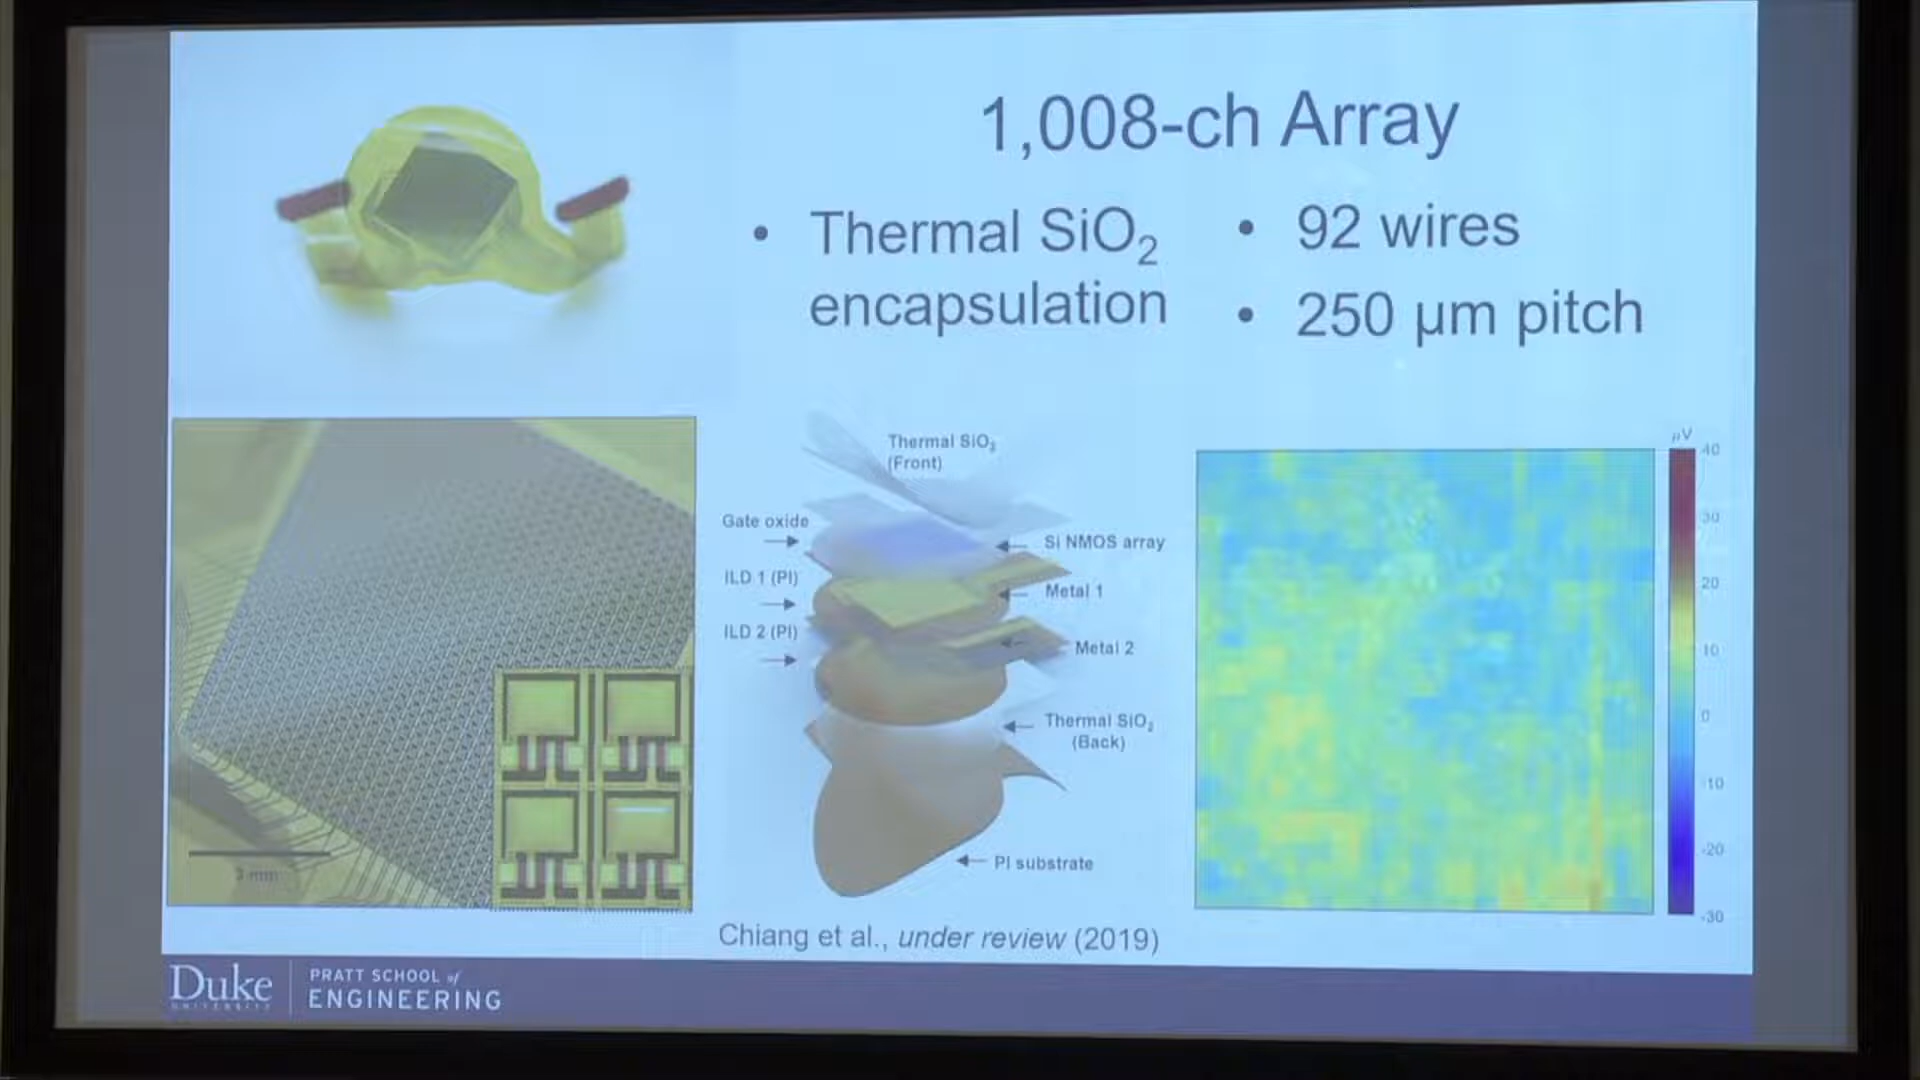 1,008-ch Array
• Thermal SiO₂
encapsulation
• 92 wires
• 250 µm pitch
3 mm
Thermal SiO₂
(Front)
Gate oxide
Si NMOS array
ILD 1 (PI)
Metal 1
ILD 2 (PI)
Metal 2
Thermal SiO₂
(Back)
PI substrate
µV
40
30
20
10
0
-10
-20
-30
Chiang et al., under review (2019)
Duke
UNIVERSITY
PRATT SCHOOL of
ENGINEERING